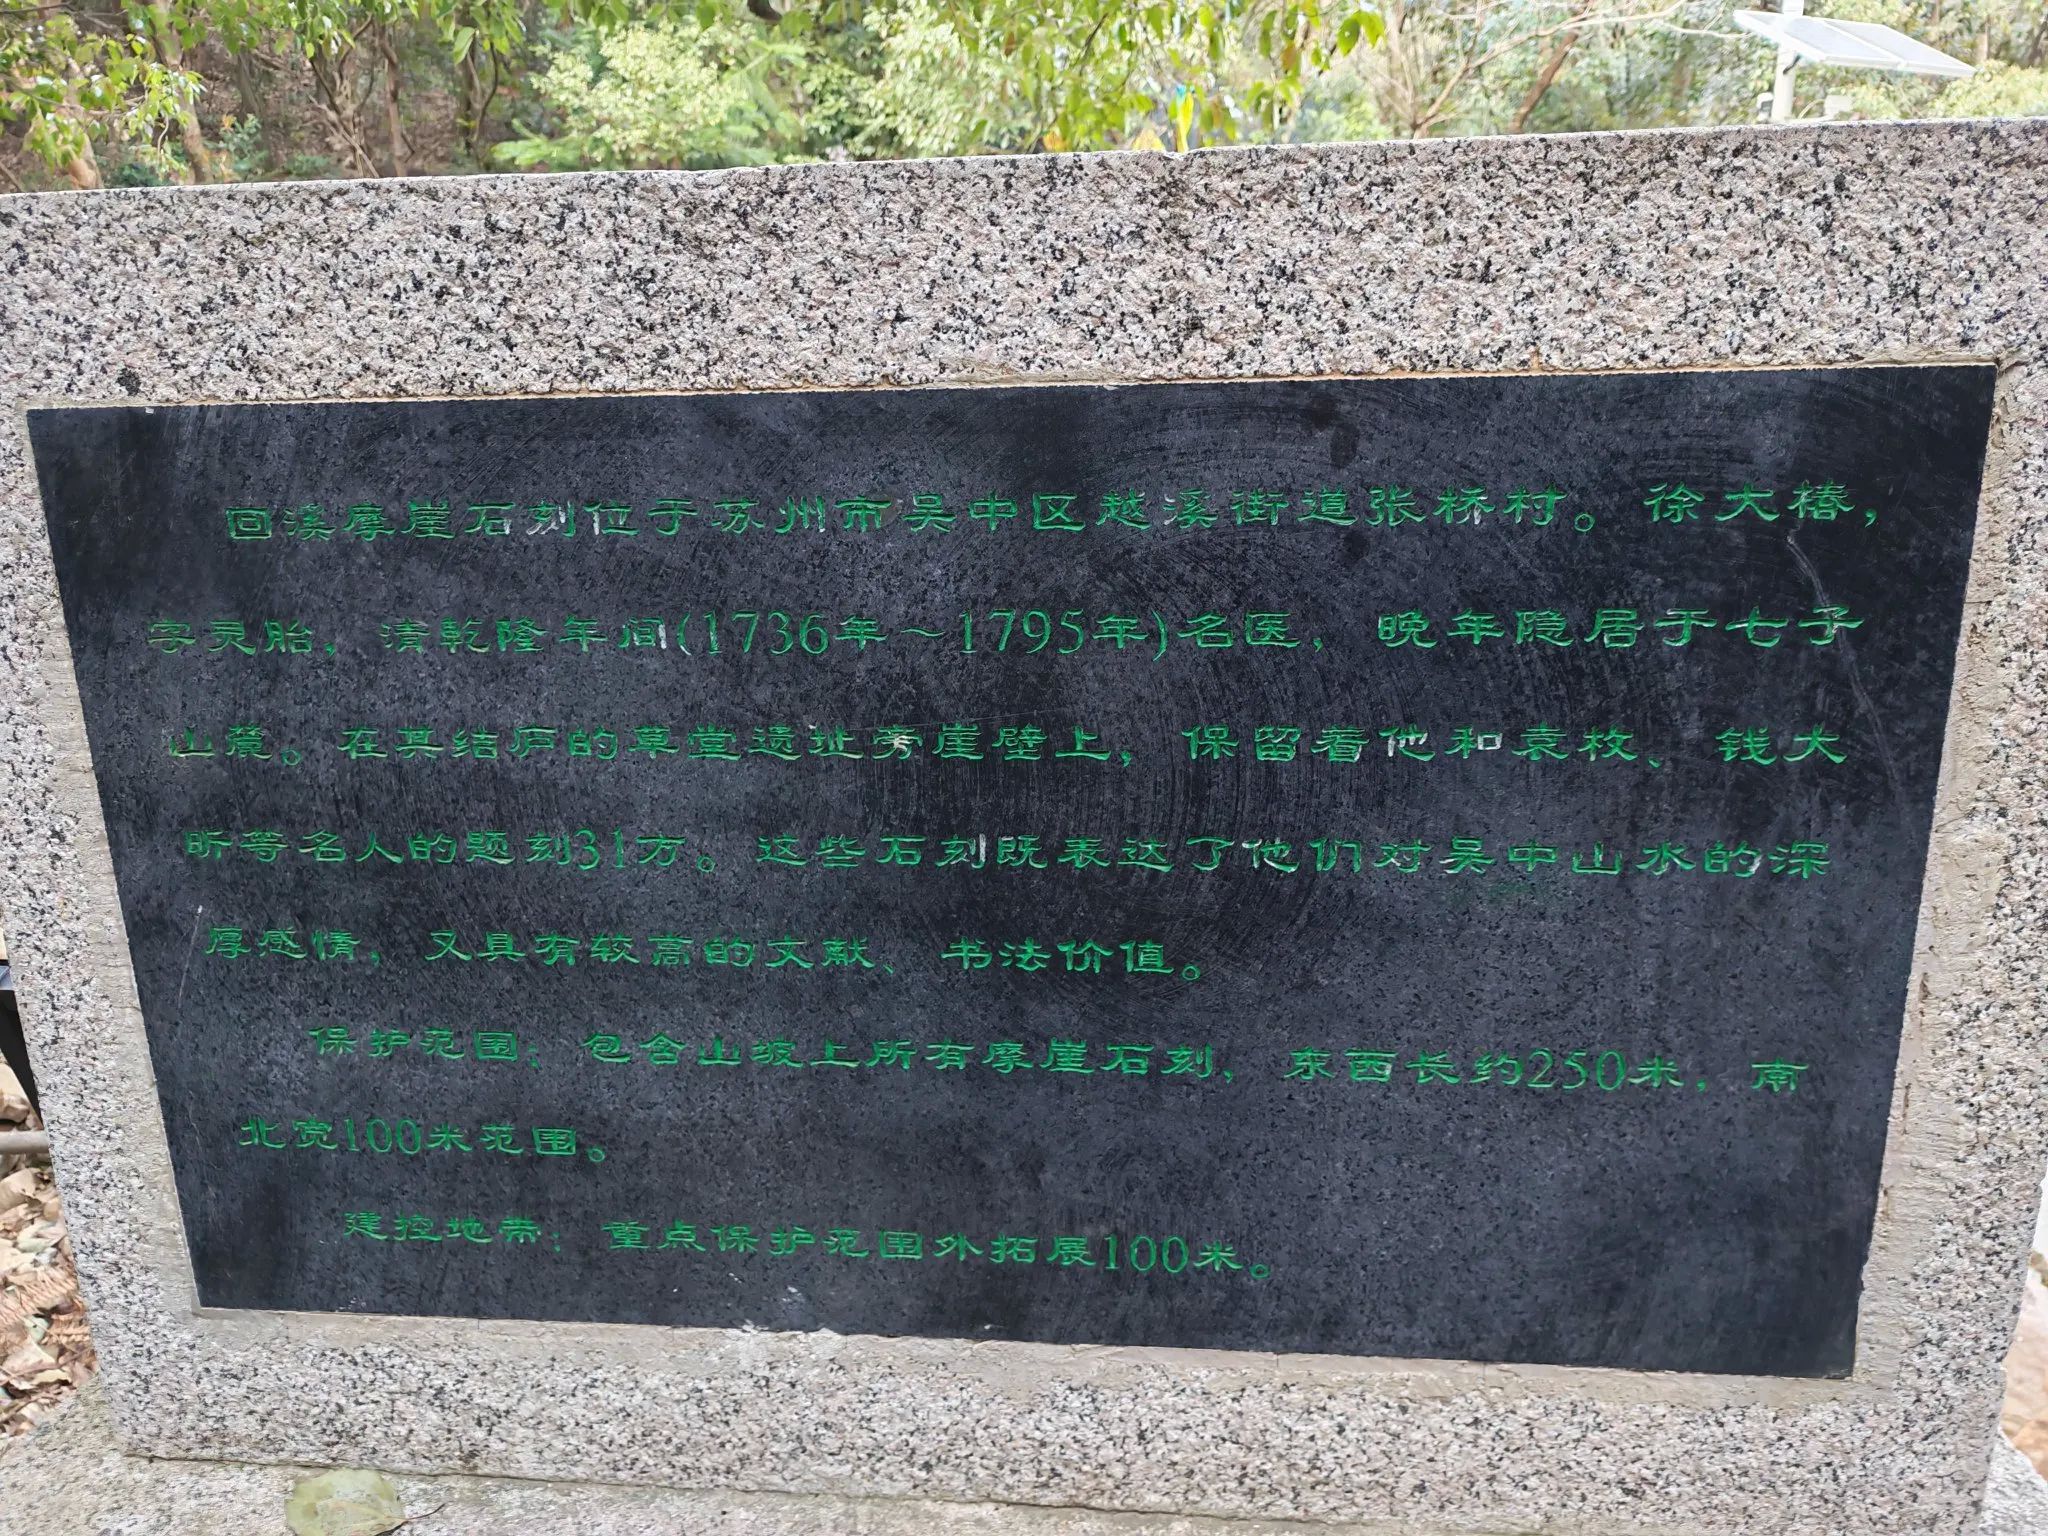 回溪摩崖石刻位于苏州市吴中区越溪街道张桥村。徐大椿，
字灵胎，清乾隆年间(1736年～1795年)名医，晚年隐居于七子
山麓。在其结庐的草堂遗址旁崖壁上，保留着他和袁枚、钱大
昕等名人的题刻31方。这些石刻既表达了他们对吴中山水的深
厚感情，又具有较高的文献、书法价值。
保护范围：包含山坡上所有摩崖石刻，东西长约250米，南
北宽100米范围。
建控地带：重点保护范围外拓展100米。